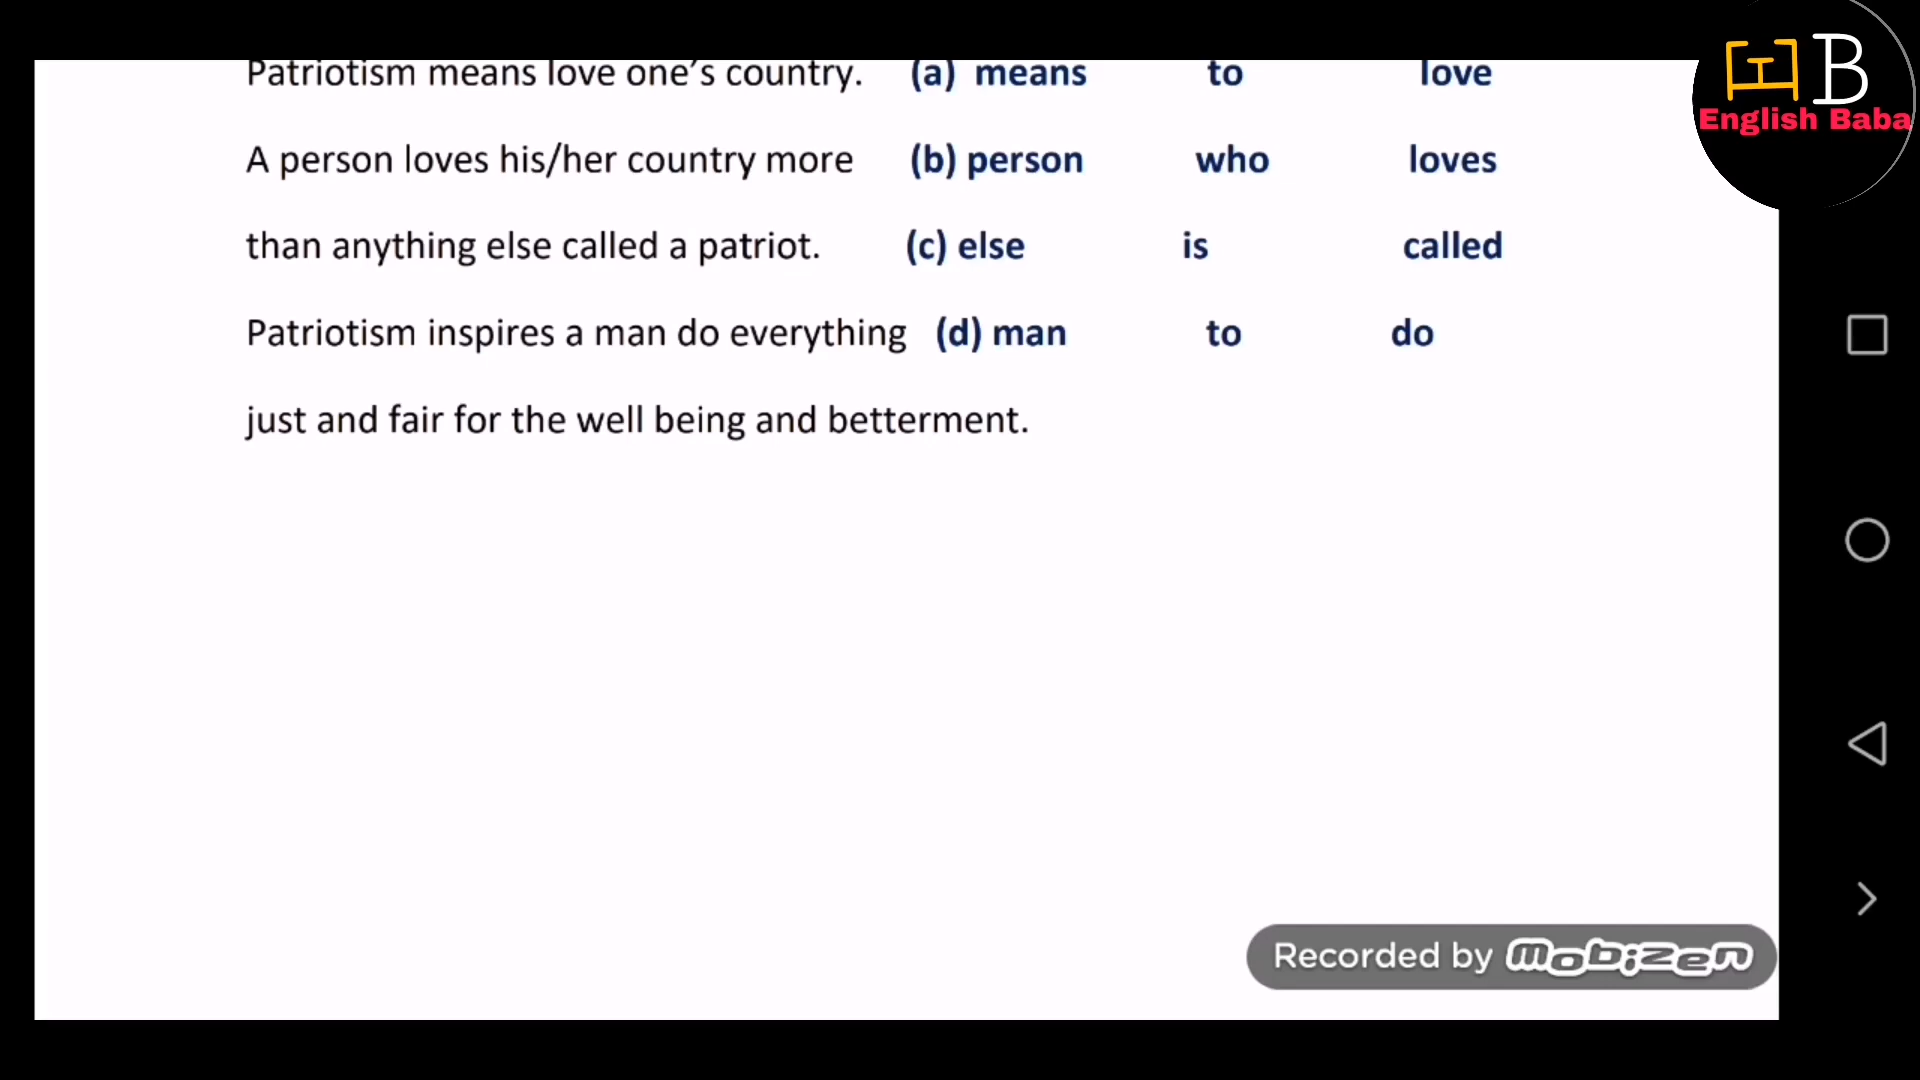 Patriotism means love one's country. (a) means to love
A person loves his/her country more (b) person who loves
than anything else called a patriot. (c) else is called
Patriotism inspires a man do everything (d) man to do
just and fair for the well being and betterment.
EB
English Baba
Recorded by mobizen